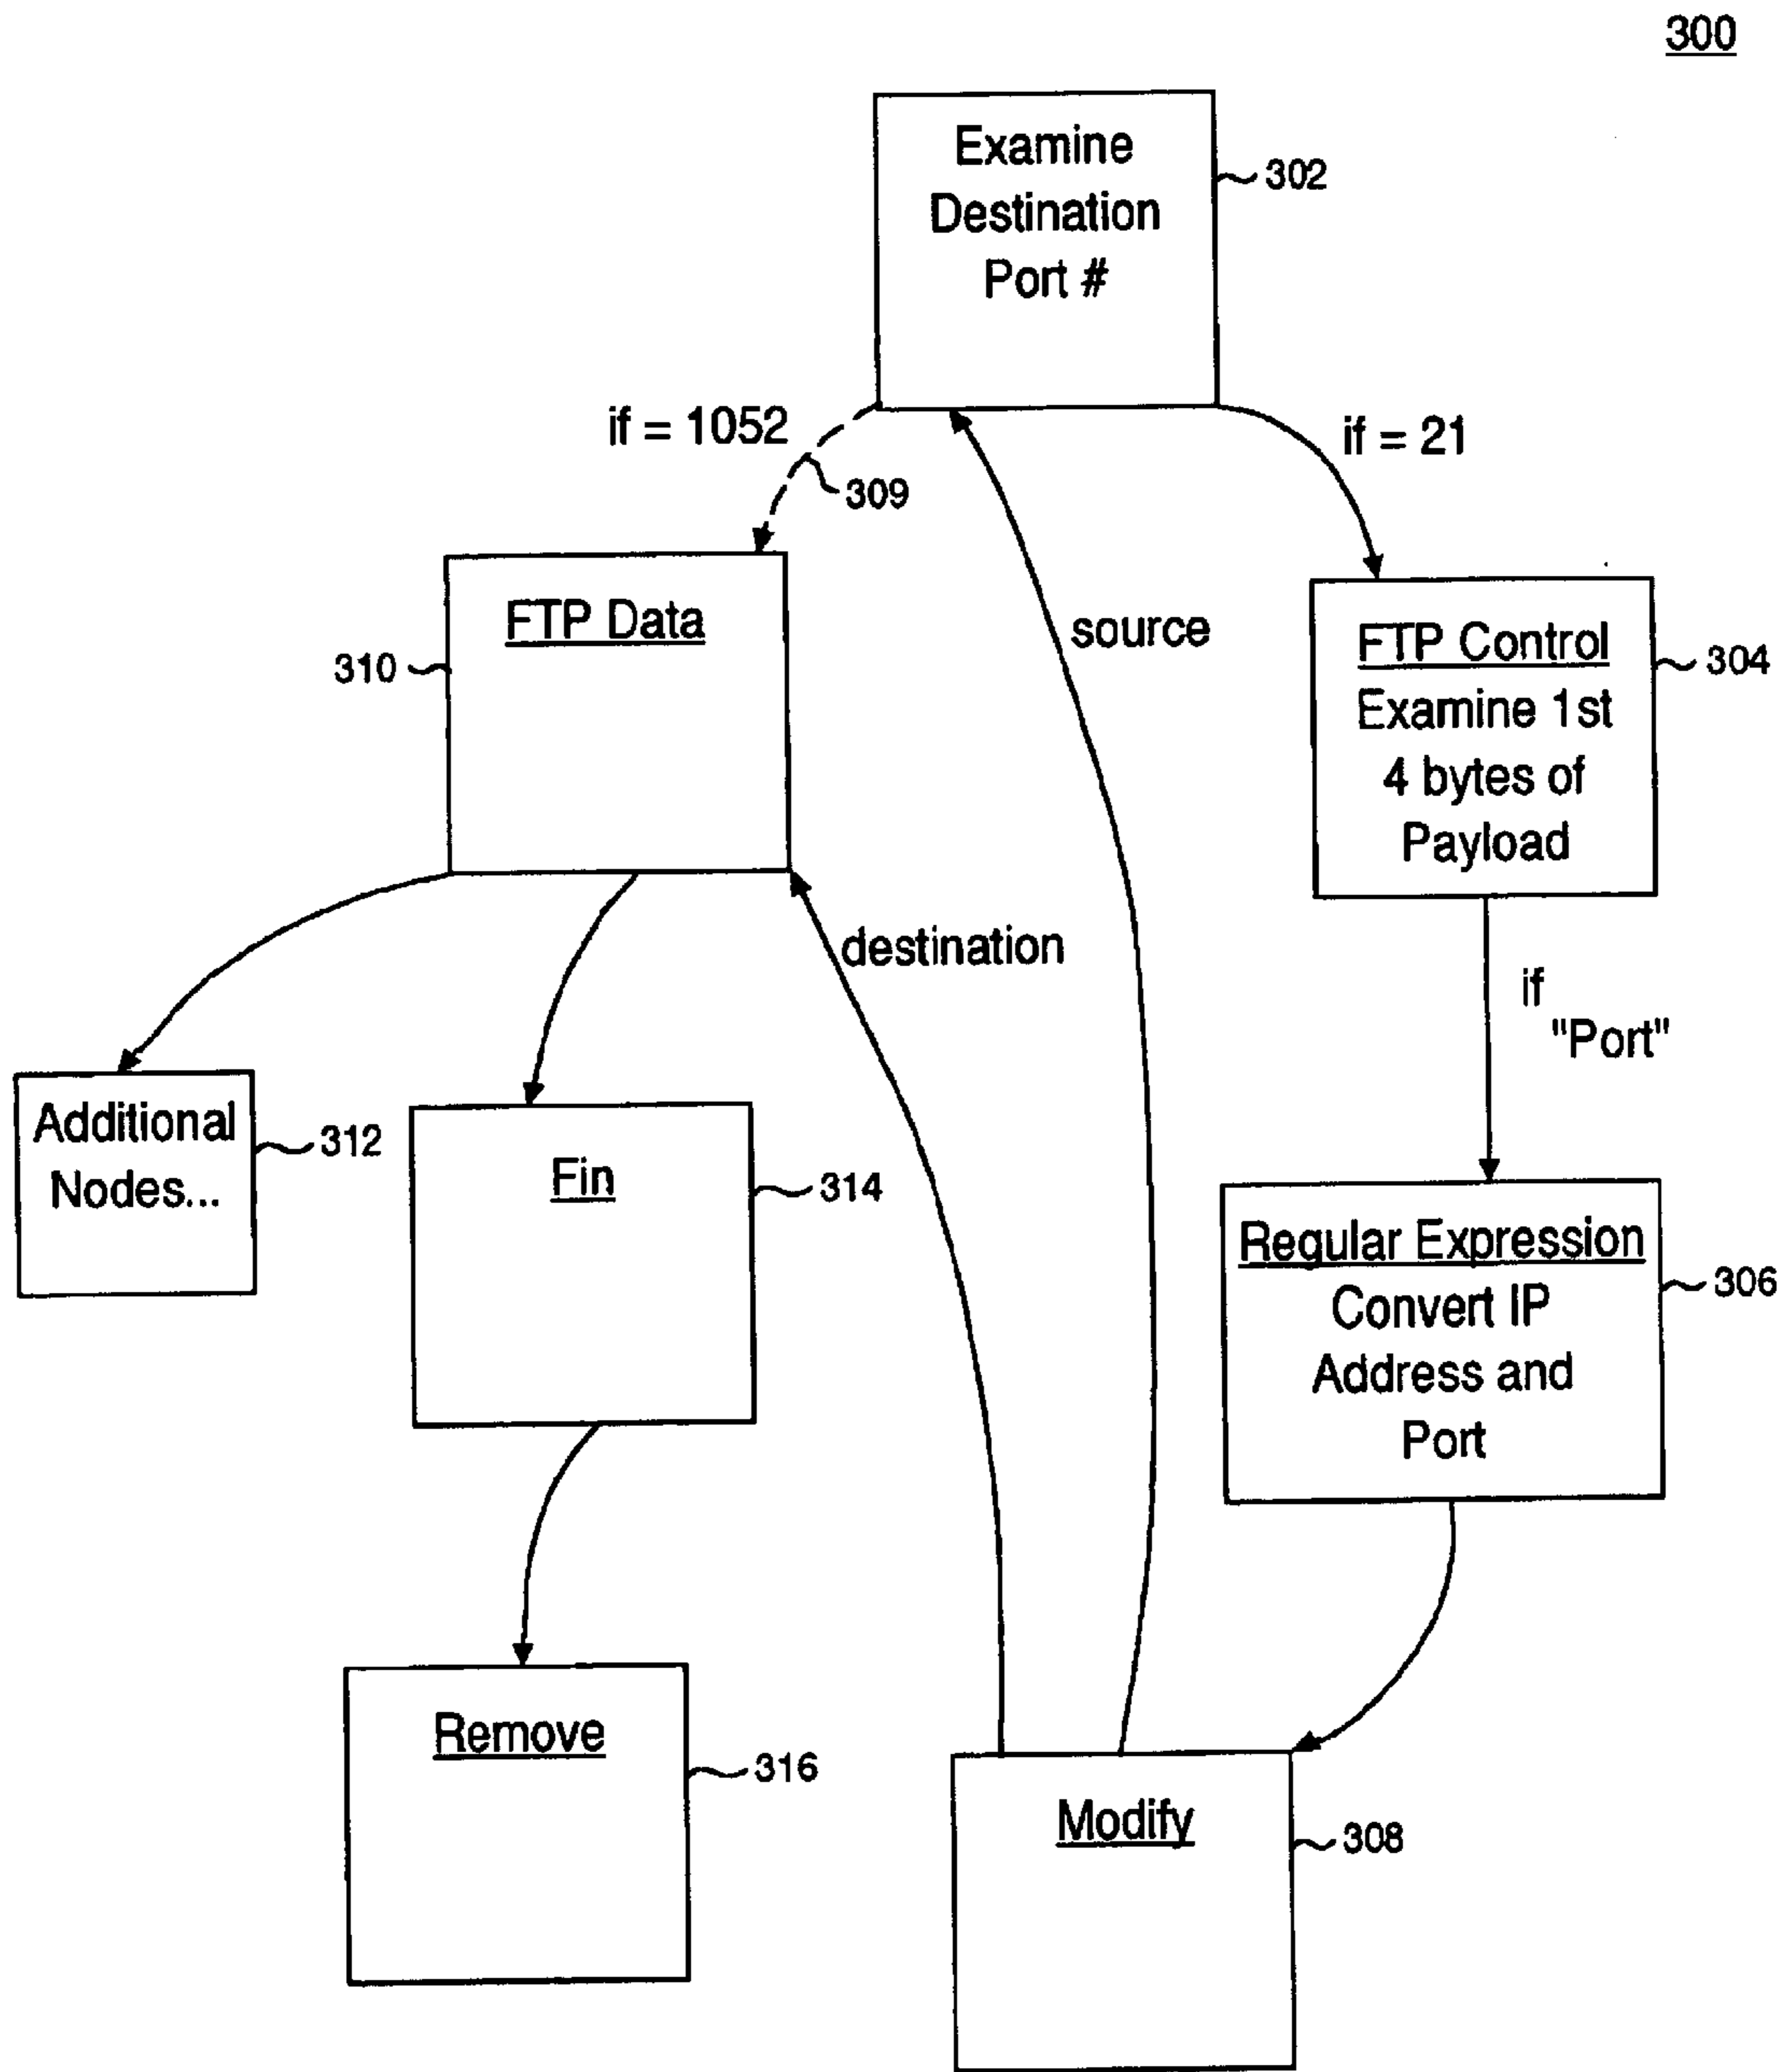 300
Examine
Destination
Port #
302
if = 1052
309
if = 21
FTP Data
310
source
FTP Control
Examine 1st
4 bytes of
Payload
304
destination
if
"Port"
Additional
Nodes...
312
Fin
314
Regular Expression
Convert IP
Address and
Port
306
Remove
316
Modify
308